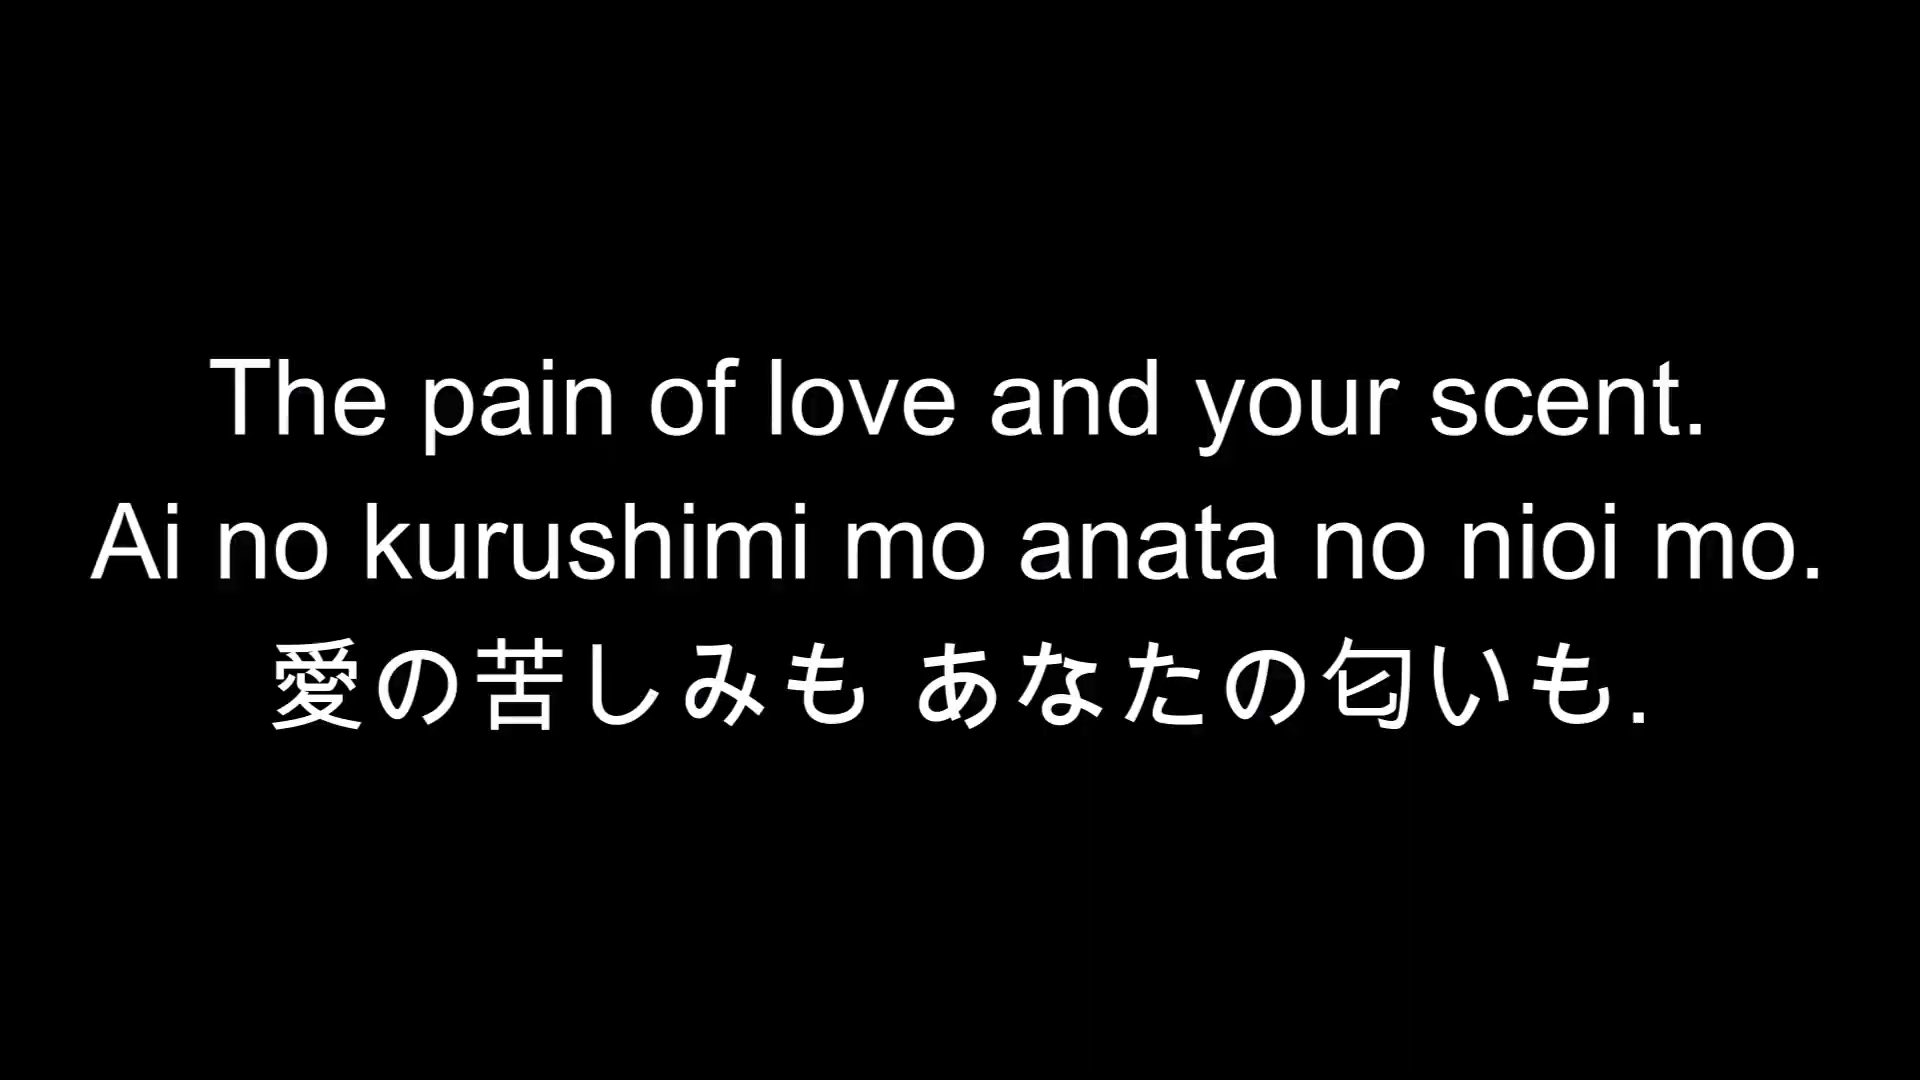 The pain of love and your scent.
Ai no kurushimi mo anata no nioi mo.
愛の苦しみも あなたの匂いも.